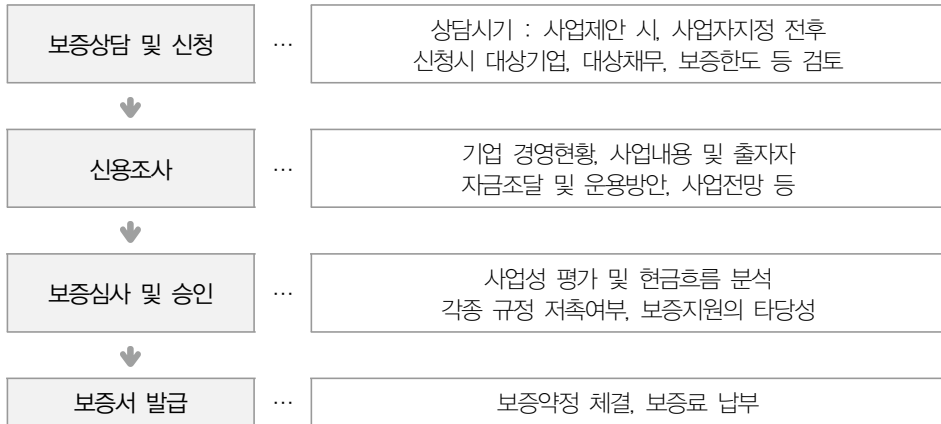 보증상담 및 신청 … 상담시기 : 사업제안 시, 사업자지정 전후
신청시 대상기업, 대상채무, 보증한도 등 검토
신용조사 … 기업 경영현황, 사업내용 및 출자자
자금조달 및 운용방안, 사업전망 등
보증심사 및 승인 … 사업성 평가 및 현금흐름 분석
각종 규정 저촉여부, 보증지원의 타당성
보증서 발급 … 보증약정 체결, 보증료 납부